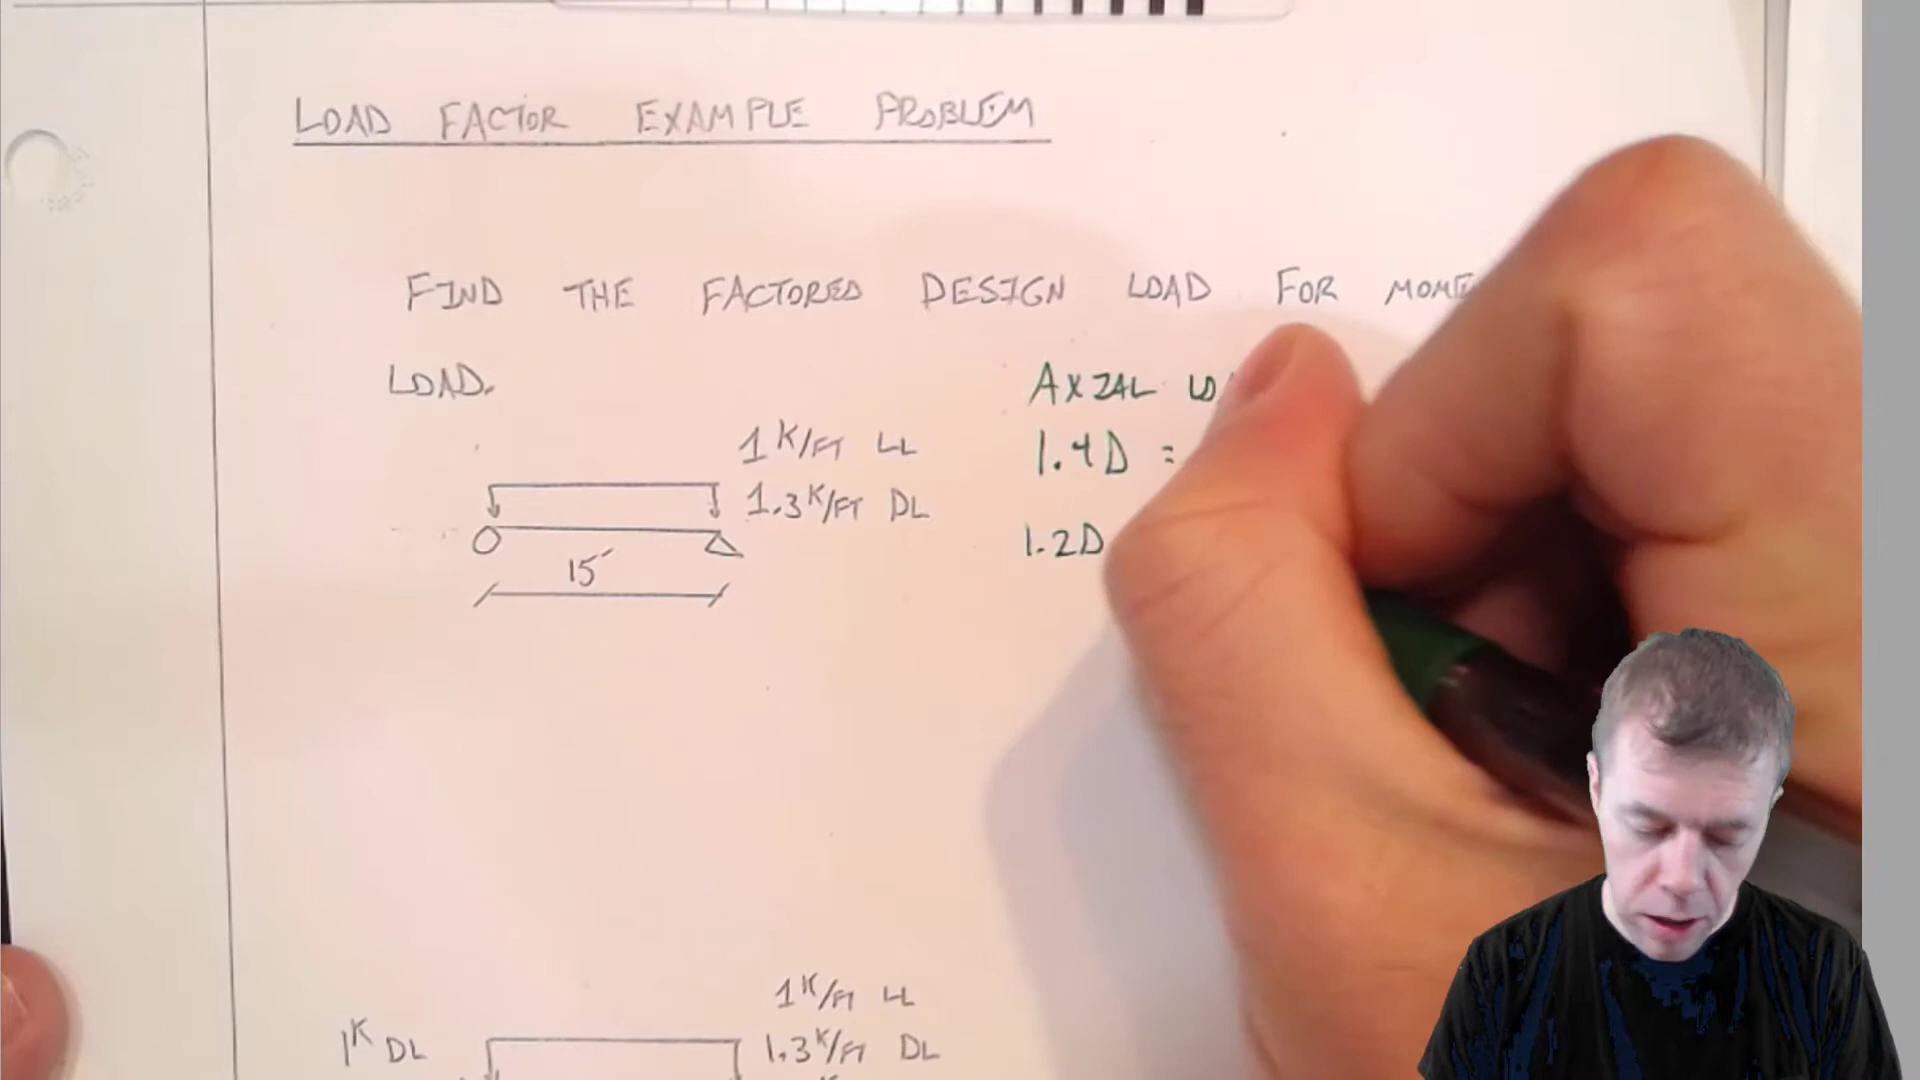 LOAD FACTOR EXAMPLE PROBLEM
FIND THE FACTORED DESIGN LOAD FOR
LOAD.
AXIAL
1 K/FT LL
1.4D =
1.3 K/FT DL
1.2D
15'
1 K/FT LL
1K DL
1.3 K/FT DL